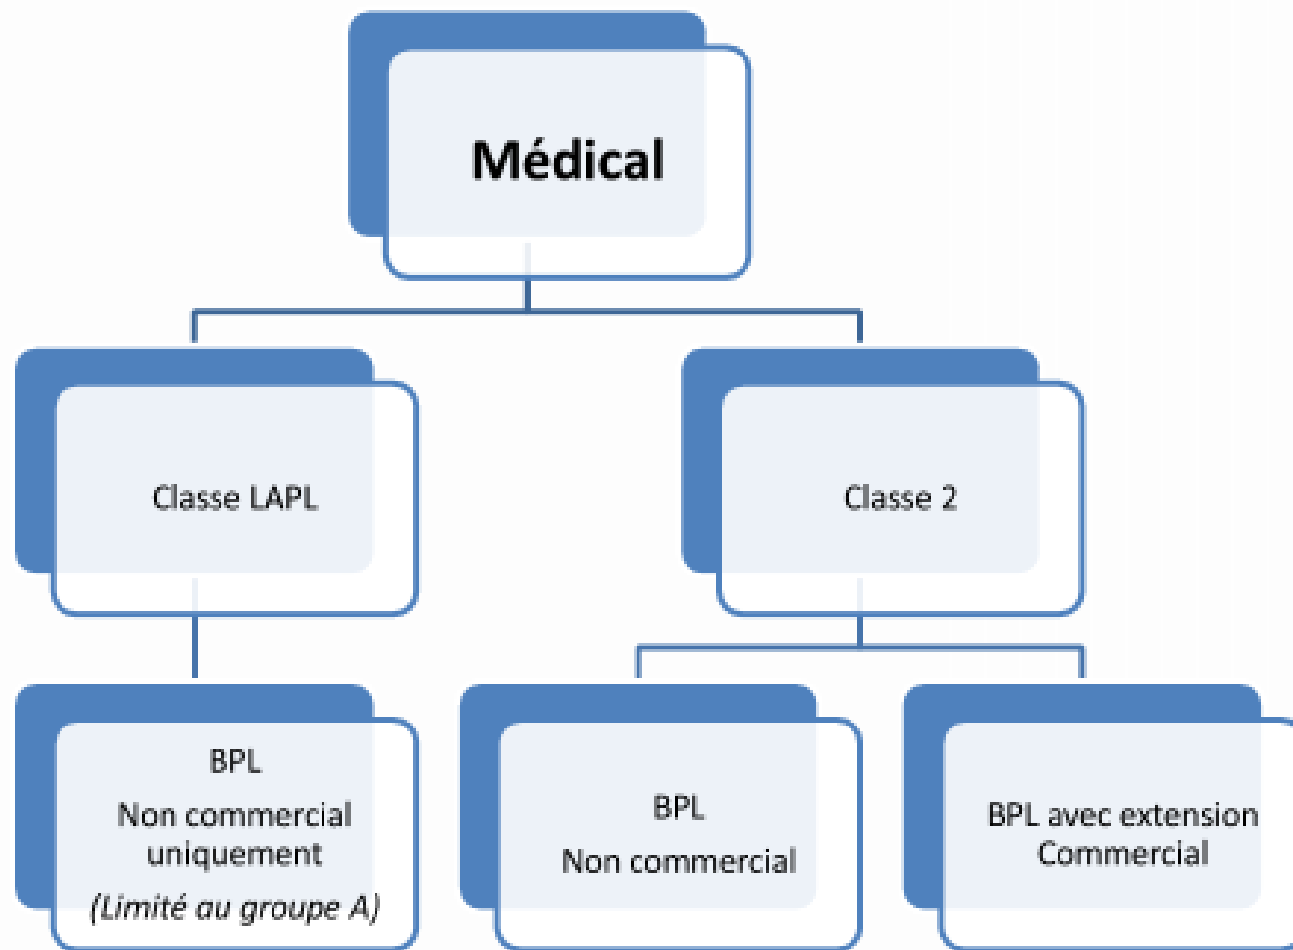 Médical
Classe LAPL
Classe 2
BPL
Non commercial
uniquement
(Limité au groupe A)
BPL
Non commercial
BPL avec extension
Commercial